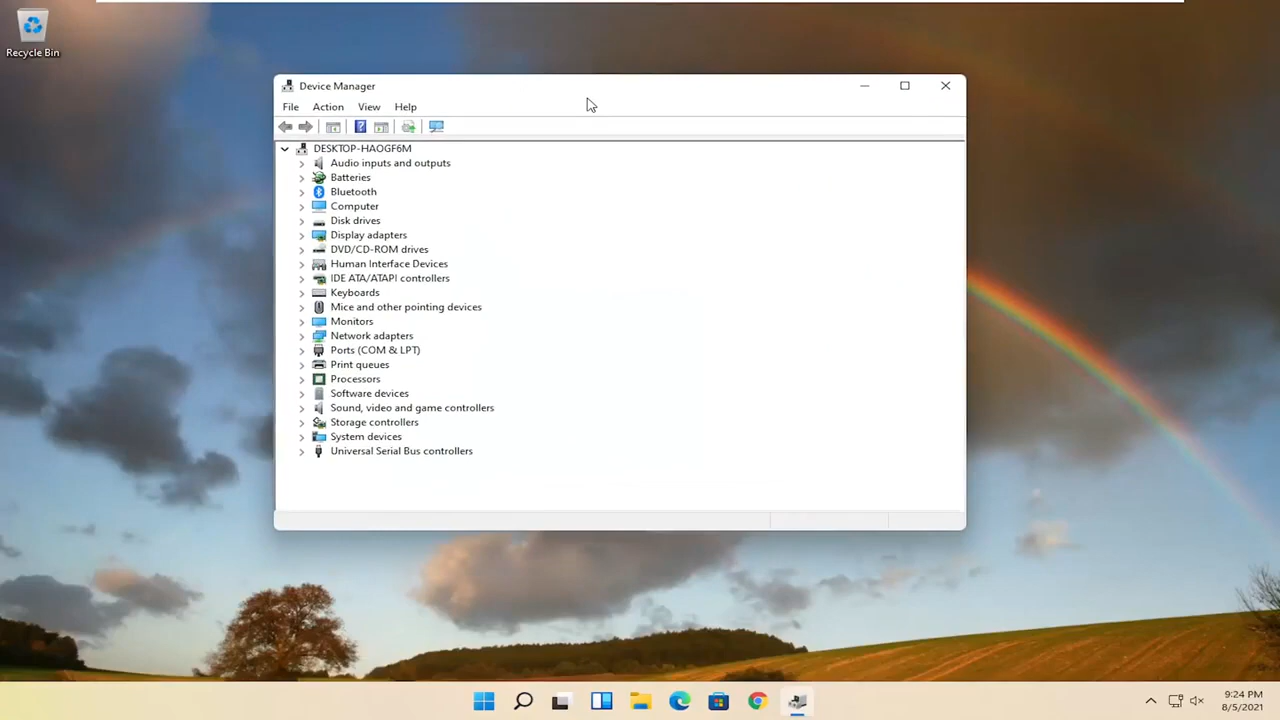 Recycle Bin
Device Manager
File Action View Help
DESKTOP-HAOGF6M
Audio inputs and outputs
Batteries
Bluetooth
Computer
Disk drives
Display adapters
DVD/CD-ROM drives
Human Interface Devices
IDE ATA/ATAPI controllers
Keyboards
Mice and other pointing devices
Monitors
Network adapters
Ports (COM & LPT)
Print queues
Processors
Software devices
Sound, video and game controllers
Storage controllers
System devices
Universal Serial Bus controllers
9:24 PM
8/5/2021